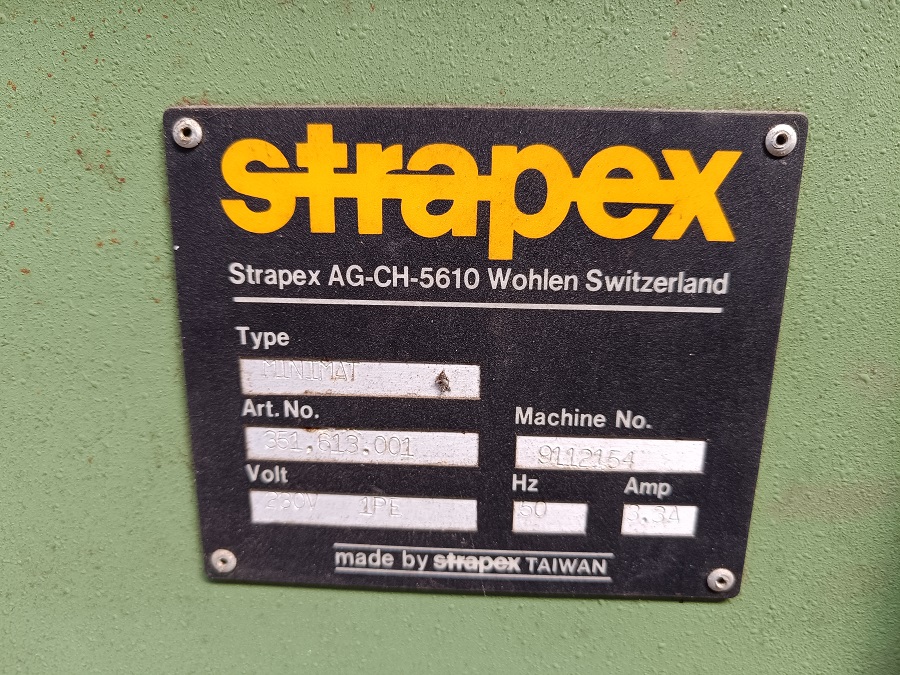 strapex
Strapex AG-CH-5610 Wohlen Switzerland
Type
MINIMAT
Art.No.
351,613.001
Machine No.
9112154
Volt
230V 1PE
Hz
50
Amp
3.3A
made by strapex TAIWAN